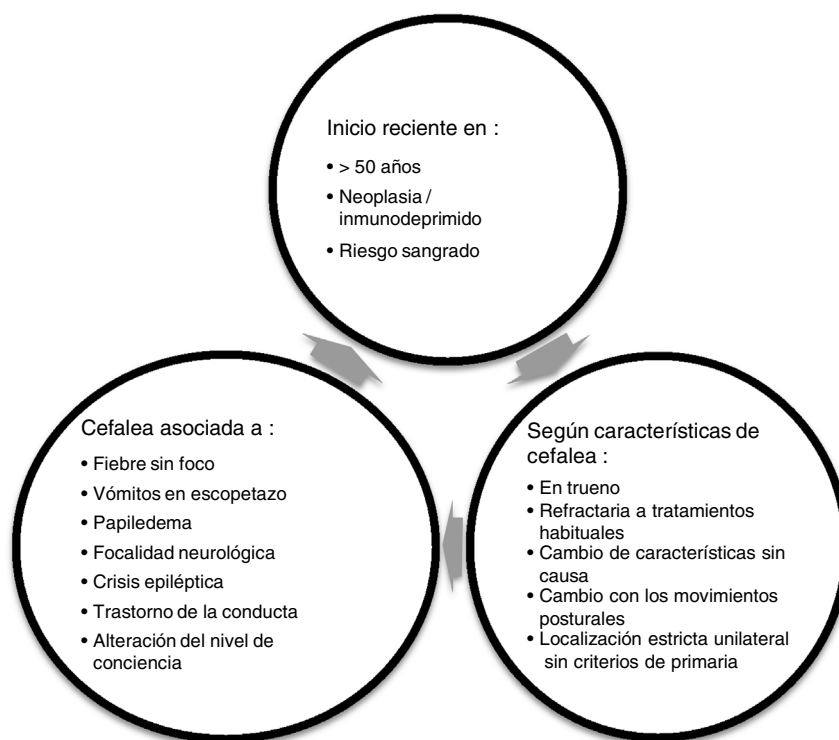 Inicio reciente en :
• > 50 años
• Neoplasia /
inmunodeprimido
• Riesgo sangrado
Cefalea asociada a :
• Fiebre sin foco
• Vómitos en escopetazo
• Papiledema
• Focalidad neurológica
• Crisis epiléptica
• Trastorno de la conducta
• Alteración del nivel de
conciencia
Según características de
cefalea :
• En trueno
• Refractaria a tratamientos
habituales
• Cambio de características sin
causa
• Cambio con los movimientos
posturales
• Localización estricta unilateral
sin criterios de primaria